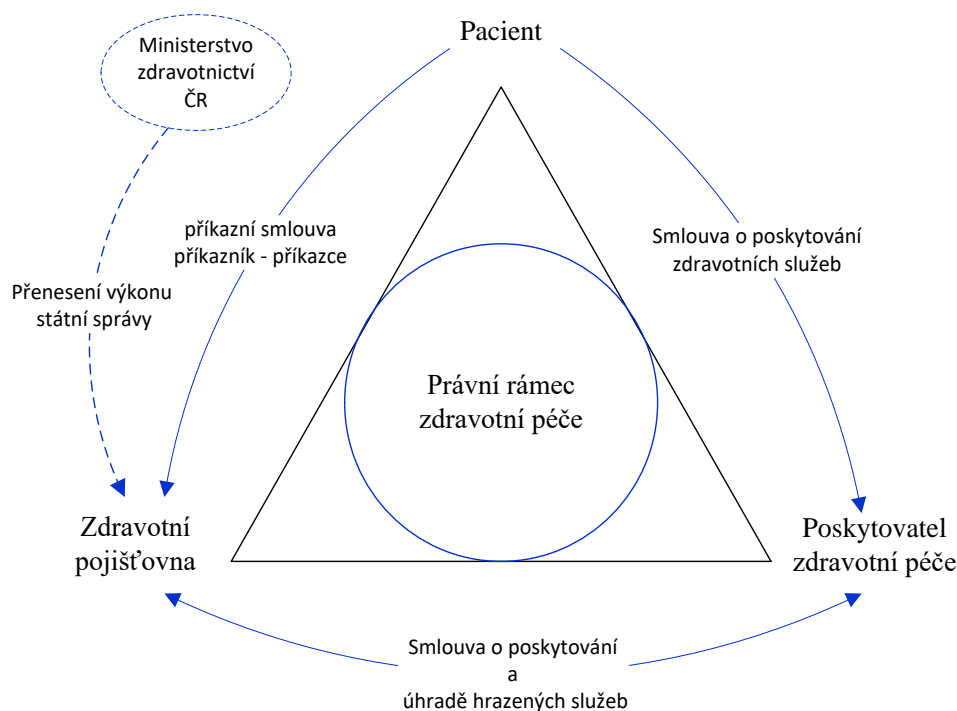 Pacient
Ministerstvo
zdravotnictví
ČR
příkazní smlouva
příkazník - příkazce
Smlouva o poskytování
zdravotních služeb
Přenesení výkonu
státní správy
Právní rámec
zdravotní péče
Zdravotní
pojišťovna
Poskytovatel
zdravotní péče
Smlouva o poskytování
a
úhradě hrazených služeb